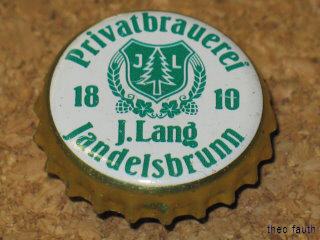 Privatbrauerei
J L
18 10
J. Lang
Jandelsbrunn
theo fauth